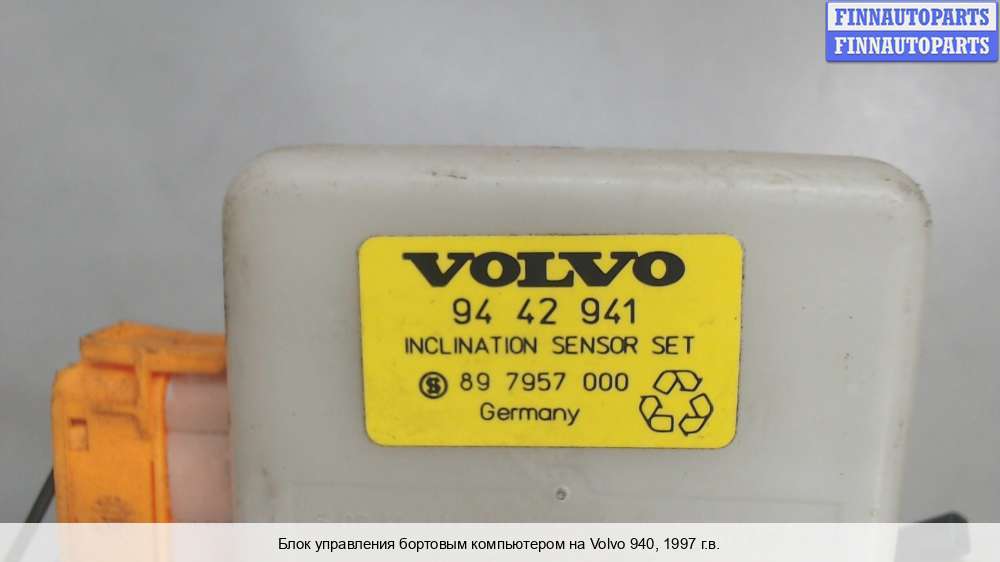 FINNAUTOPARTS
FINNAUTOPARTS
VOLVO
94 42 941
INCLINATION SENSOR SET
89 7957 000
Germany
Блок управления бортовым компьютером на Volvo 940, 1997 г.в.